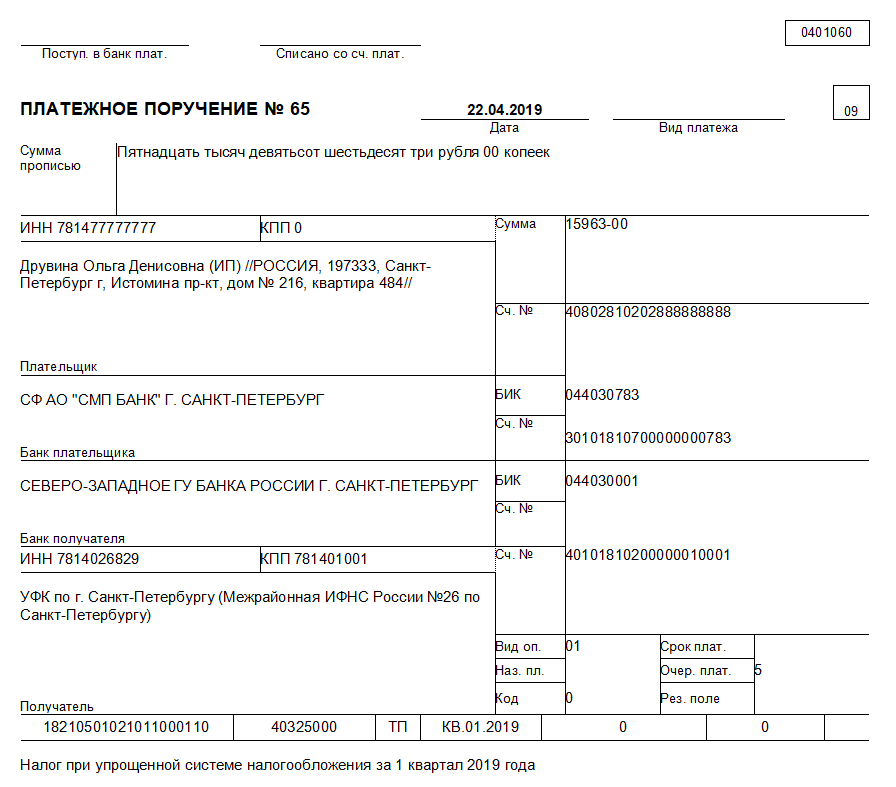 0401060
Поступ. в банк плат.
Списано со сч. плат.
ПЛАТЕЖНОЕ ПОРУЧЕНИЕ № 65
22.04.2019
09
Дата
Вид платежа
Сумма
прописью
Пятнадцать тысяч девятьсот шестьдесят три рубля 00 копеек
ИНН 781477777777
КПП 0
Сумма
15963-00
Друвина Ольга Денисовна (ИП) //РОССИЯ, 197333, Санкт-
Петербург г, Истомина пр-кт, дом № 216, квартира 484//
Сч. №
40802810202888888888
Плательщик
СФ АО "СМП БАНК" Г. САНКТ-ПЕТЕРБУРГ
БИК
044030783
Сч. №
30101810700000000783
Банк плательщика
СЕВЕРО-ЗАПАДНОЕ ГУ БАНКА РОССИИ Г. САНКТ-ПЕТЕРБУРГ
БИК
044030001
Сч. №
Банк получателя
ИНН 7814026829
КПП 781401001
Сч. №
40101810200000010001
УФК по г. Санкт-Петербургу (Межрайонная ИФНС России №26 по
Санкт-Петербургу)
Вид оп.
01
Срок плат.
Наз. пл.
Очер. плат.
5
Код
0
Рез. поле
Получатель
18210501021011000110
40325000
ТП
КВ.01.2019
0
0
Налог при упрощенной системе налогообложения за 1 квартал 2019 года